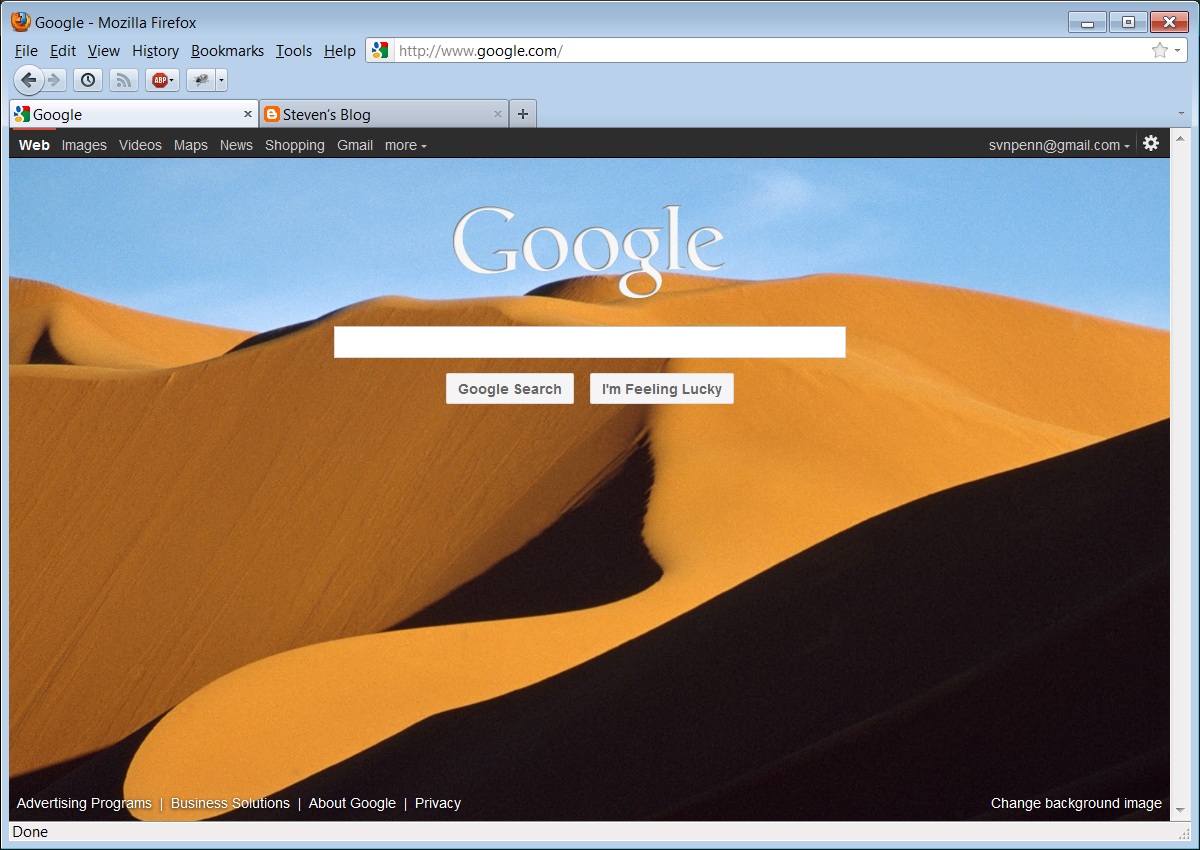 Google - Mozilla Firefox
File Edit View History Bookmarks Tools Help http://www.google.com/
ABP
Google Steven's Blog
Web Images Videos Maps News Shopping Gmail more svnpenn@gmail.com
Google
Google Search I'm Feeling Lucky
Advertising Programs | Business Solutions | About Google | Privacy Change background image
Done